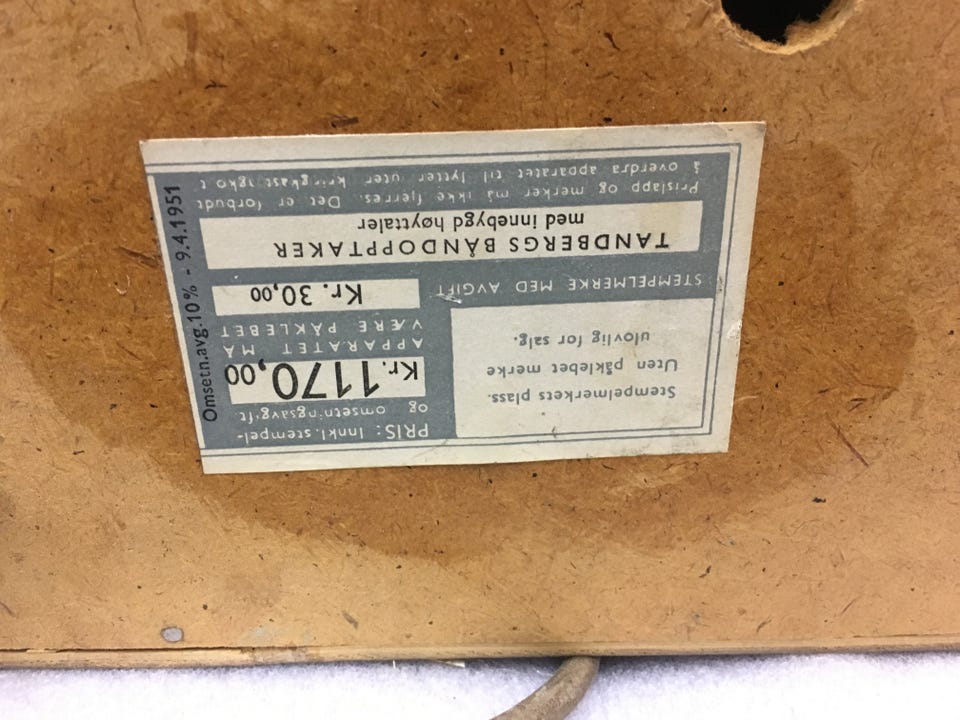 Stempelmerkets plass.
Uten påklebet merke
ulovlig for salg.
PRIS: Innkl. stempel-
og omsetningsavgift
Kr. 1170,00
APPARATET MÅ
VÆRE PÅKLEBET
STEMPELMERKE MED AVGIFT Kr. 30,00
TANDBERGS BÅNDOPPTAKER
med innebygd høyttaler
Prislapp og merker må ikke fjerres. Det er forbudt
å overdra apparatet til lytter uter
Omsetn.avg.10% - 9.4.1951